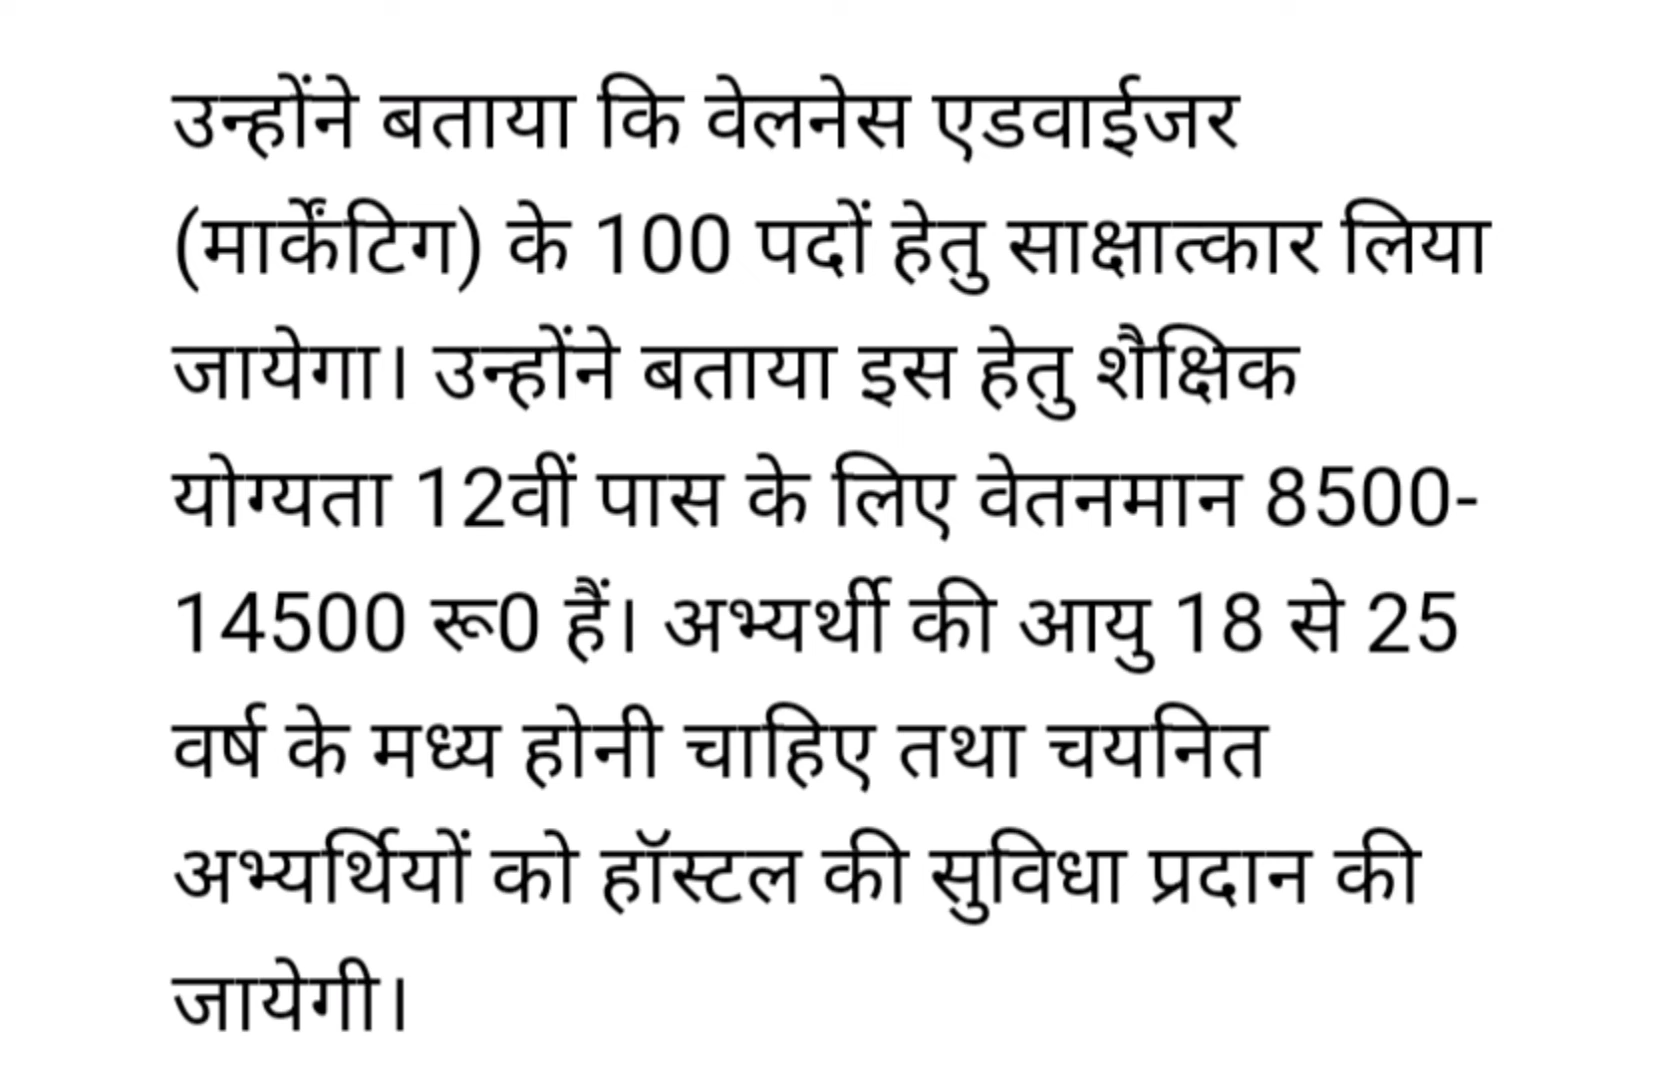 उन्होंने बताया कि वेलनेस एडवाईजर
(मार्केंटिग) के 100 पदों हेतु साक्षात्कार लिया
जायेगा। उन्होंने बताया इस हेतु शैक्षिक
योग्यता 12वीं पास के लिए वेतनमान 8500-
14500 रू0 हैं। अभ्यर्थी की आयु 18 से 25
वर्ष के मध्य होनी चाहिए तथा चयनित
अभ्यर्थियों को हॉस्टल की सुविधा प्रदान की
जायेगी।